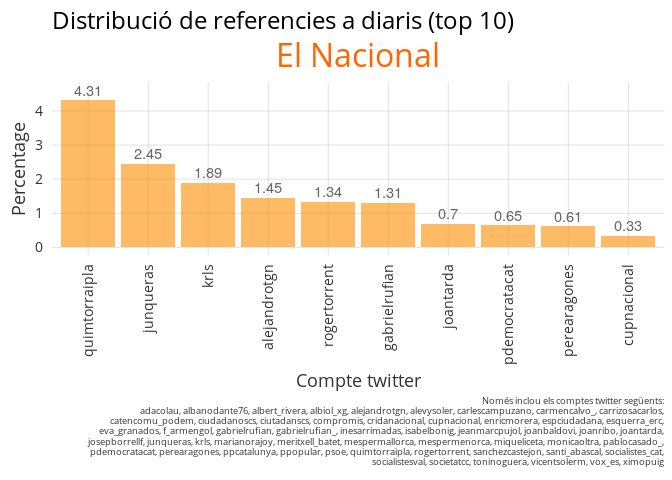 Distribució de referencies a diaris (top 10)
El Nacional
Percentage
4
3
2
1
0
4.31
2.45
1.89
1.45
1.34
1.31
0.7
0.65
0.61
0.33
quimtorraipla
junqueras
krls
alejandrotgn
rogertorrent
gabrielrufian
joantarda
pdemocratacat
perearagones
cupnacional
Compte twitter
Només inclou els comptes twitter següents:
adacolau, albanodante76, albert_rivera, albiol_xg, alejandrotgn, alevysoler, carlescampuzano, carmencalvo_, carrizosacarlos,
catencomu_podem, ciutadanoscs, ciutadanscs, compromis, cridanacional, cupnacional, enricmorera, espciudadana, esquerra_erc,
eva_granados, f_armengol, gabrielrufian, gabrielrufian_, inesarrimadas, isabelbonig, jeanmarcpujol, joanbaldovi, joanribo, joantarda,
josepborrellf, junqueras, krls, marianorajoy, meritxell_batet, mespermallorca, mespermenorca, miqueliceta, monicaoltra, pablocasado_,
pdemocratacat, perearagones, ppcatalunya, ppopular, psoe, quimtorraipla, rogertorrent, sanchezcastejon, santi_abascal, socialistes_cat,
socialistesval, societatcc, toninoguera, vicentsolerm, vox_es, ximopuig